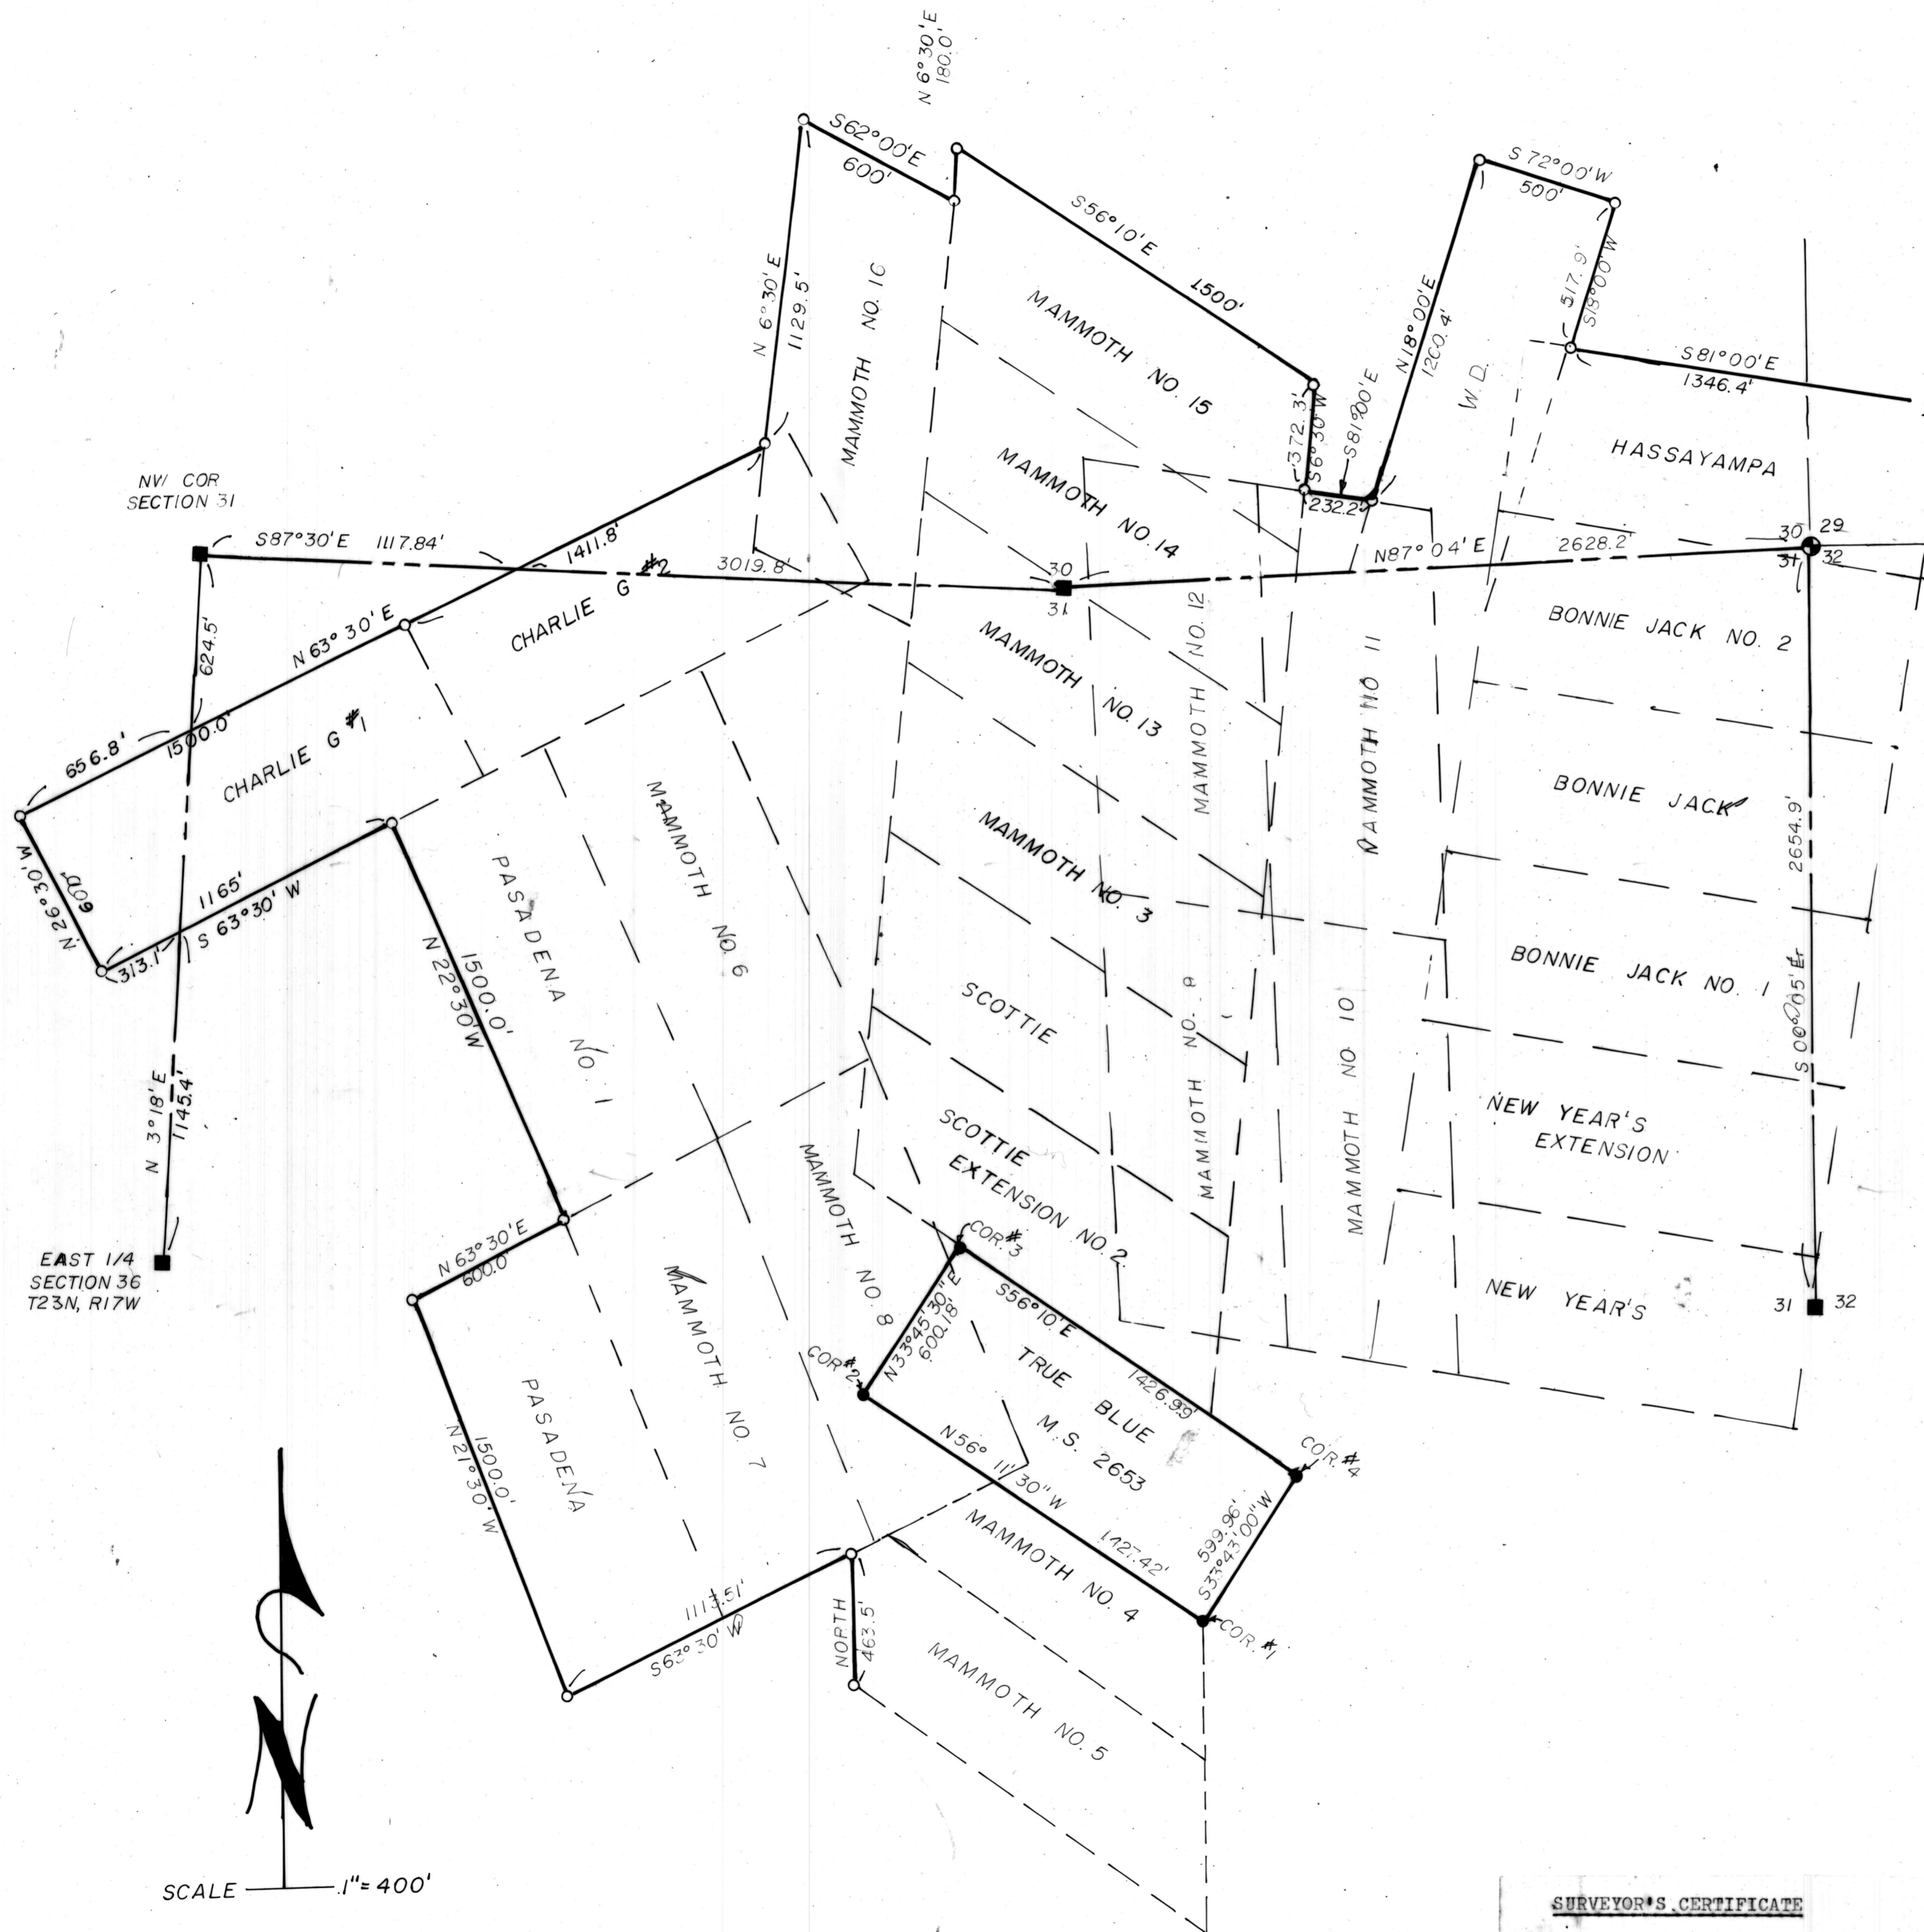 N 6°30'E
180.0'
S62°00'E
600'
S 72°00'W
500'
S56°10'E
1500'
N 6°30'E
1129.5'
MAMMOTH NO. 16
MAMMOTH NO. 15
N18°00'E
1200.4'
W.D.
517.9'
S18°00'W
S81°00'E
1346.4'
HASSAYAMPA
372.3'
S6°30'W
S81°00'E
232.2'
NW COR
SECTION 31
S87°30'E 1117.84'
1411.8'
3019.8'
MAMMOTH NO. 14
30
31
N87°04'E
2628.2'
30 29
31 32
624.5'
N 63° 30' E
CHARLIE G #2
MAMMOTH NO. 13
MAMMOTH NO. 12
MAMMOTH NO 11
BONNIE JACK NO. 2
656.8'
1500.0'
CHARLIE G #1
N 26°30' W
600'
1165'
S 63°30' W
313.1'
PASADENA NO. 1
MAMMOTH NO. 6
MAMMOTH NO. 3
BONNIE JACK
2654.9'
S 00°05'E
1500.0'
N 22°30'W
SCOTTIE
MAMMOTH NO. 9
MAMMOTH NO 10
BONNIE JACK NO. 1
N 3°18' E
1145.4'
SCOTTIE
EXTENSION NO. 2
NEW YEAR'S
EXTENSION
MAMMOTH NO. 8
EAST 1/4
SECTION 36
T23N, R17W
N 63°30'E
600.0'
COR. #3
N33°45'30"E
600.18'
S56°10'E
1426.99'
NEW YEAR'S
31 32
COR #2
TRUE BLUE
M.S. 2653
MAMMOTH NO. 7
PASADENA
1500.0'
N 21°30' W
N56° 11'30" W
1427.42'
COR. #4
599.96'
S33°43'00"W
MAMMOTH NO. 4
COR. #1
1113.51'
S63°30' W
NORTH
463.5'
MAMMOTH NO. 5
N
SCALE 1"=400'
SURVEYOR'S CERTIFICATE